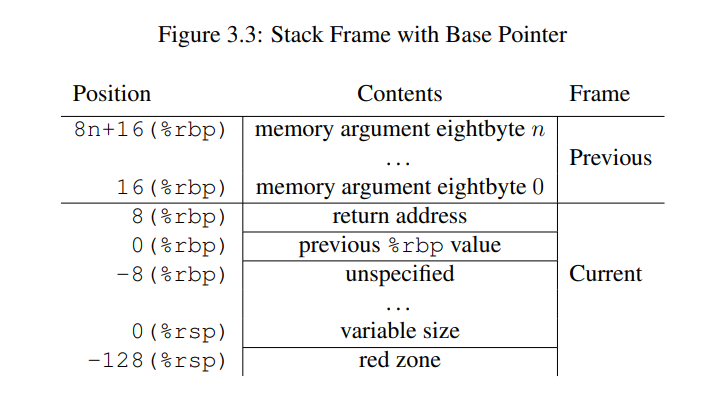 Figure 3.3: Stack Frame with Base Pointer
Position Contents Frame
8n+16(%rbp) memory argument eightbyte n
... Previous
16(%rbp) memory argument eightbyte 0
8(%rbp) return address
0(%rbp) previous %rbp value
-8(%rbp) unspecified Current
...
0(%rsp) variable size
-128(%rsp) red zone